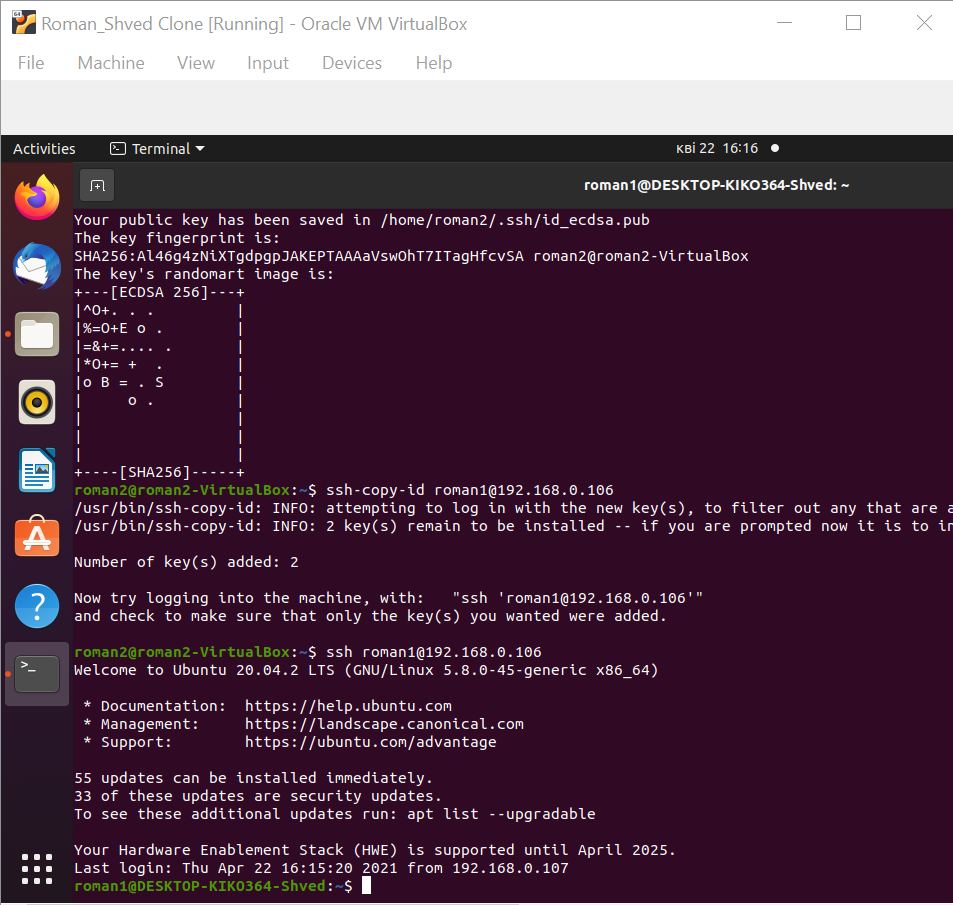 Roman_Shved Clone [Running] - Oracle VM VirtualBox
File Machine View Input Devices Help
Activities Terminal кві 22 16:16
roman1@DESKTOP-KIKO364-Shved: ~
Your public key has been saved in /home/roman2/.ssh/id_ecdsa.pub
The key fingerprint is:
SHA256:Al46g4zNiXTgdpgpJAKEPTAAAaVswOhT7ITagHfcvSA roman2@roman2-VirtualBox
The key's randomart image is:
+---[ECDSA 256]---+
|^O+. . .         |
|%=O+E o .        |
|=&+=.... .       |
|*O+= +  .        |
|o B = . S        |
|     o .         |
|                 |
|                 |
|                 |
+----[SHA256]-----+
roman2@roman2-VirtualBox:~$ ssh-copy-id roman1@192.168.0.106
/usr/bin/ssh-copy-id: INFO: attempting to log in with the new key(s), to filter out any that are a
/usr/bin/ssh-copy-id: INFO: 2 key(s) remain to be installed -- if you are prompted now it is to in
Number of key(s) added: 2
Now try logging into the machine, with:   "ssh 'roman1@192.168.0.106'"
and check to make sure that only the key(s) you wanted were added.
roman2@roman2-VirtualBox:~$ ssh roman1@192.168.0.106
Welcome to Ubuntu 20.04.2 LTS (GNU/Linux 5.8.0-45-generic x86_64)
 * Documentation:  https://help.ubuntu.com
 * Management:     https://landscape.canonical.com
 * Support:        https://ubuntu.com/advantage
55 updates can be installed immediately.
33 of these updates are security updates.
To see these additional updates run: apt list --upgradable
Your Hardware Enablement Stack (HWE) is supported until April 2025.
Last login: Thu Apr 22 16:15:20 2021 from 192.168.0.107
roman1@DESKTOP-KIKO364-Shved:~$